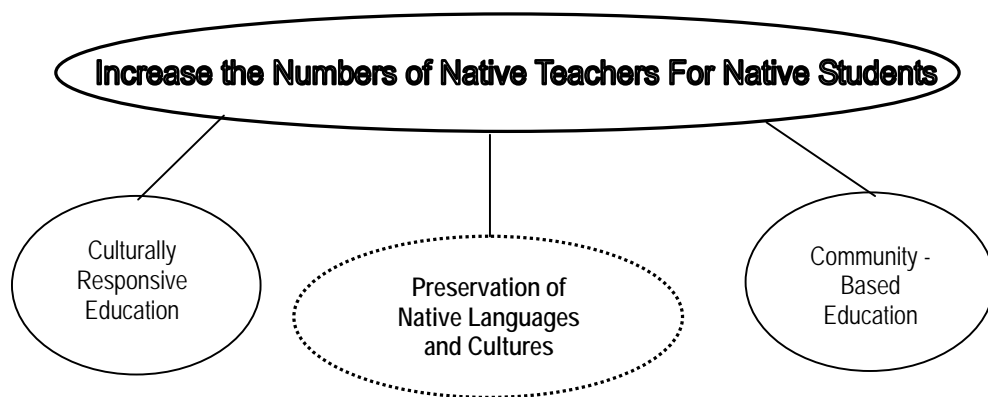 Increase the Numbers of Native Teachers For Native Students
Culturally
Responsive
Education
Preservation of
Native Languages
and Cultures
Community -
Based
Education